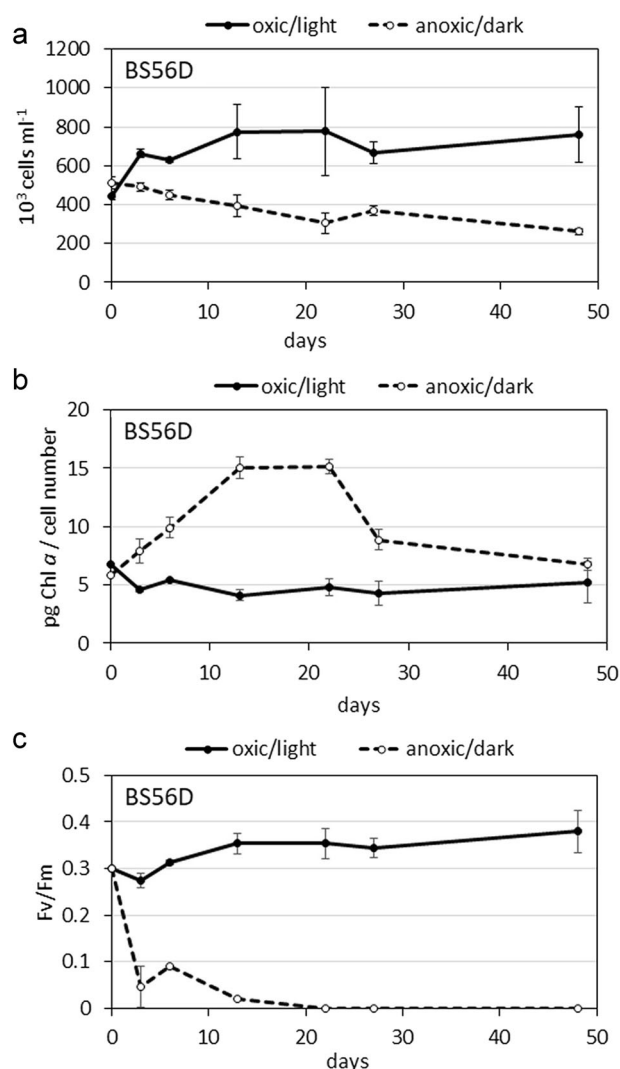 a
oxic/light anoxic/dark
BS56D
10³ cells ml⁻¹
1200
1000
800
600
400
200
0
0 10 20 30 40 50
days
b
oxic/light anoxic/dark
BS56D
pg Chl a / cell number
20
15
10
5
0
0 10 20 30 40 50
days
c
oxic/light anoxic/dark
BS56D
Fv/Fm
0.5
0.4
0.3
0.2
0.1
0
0 10 20 30 40 50
days